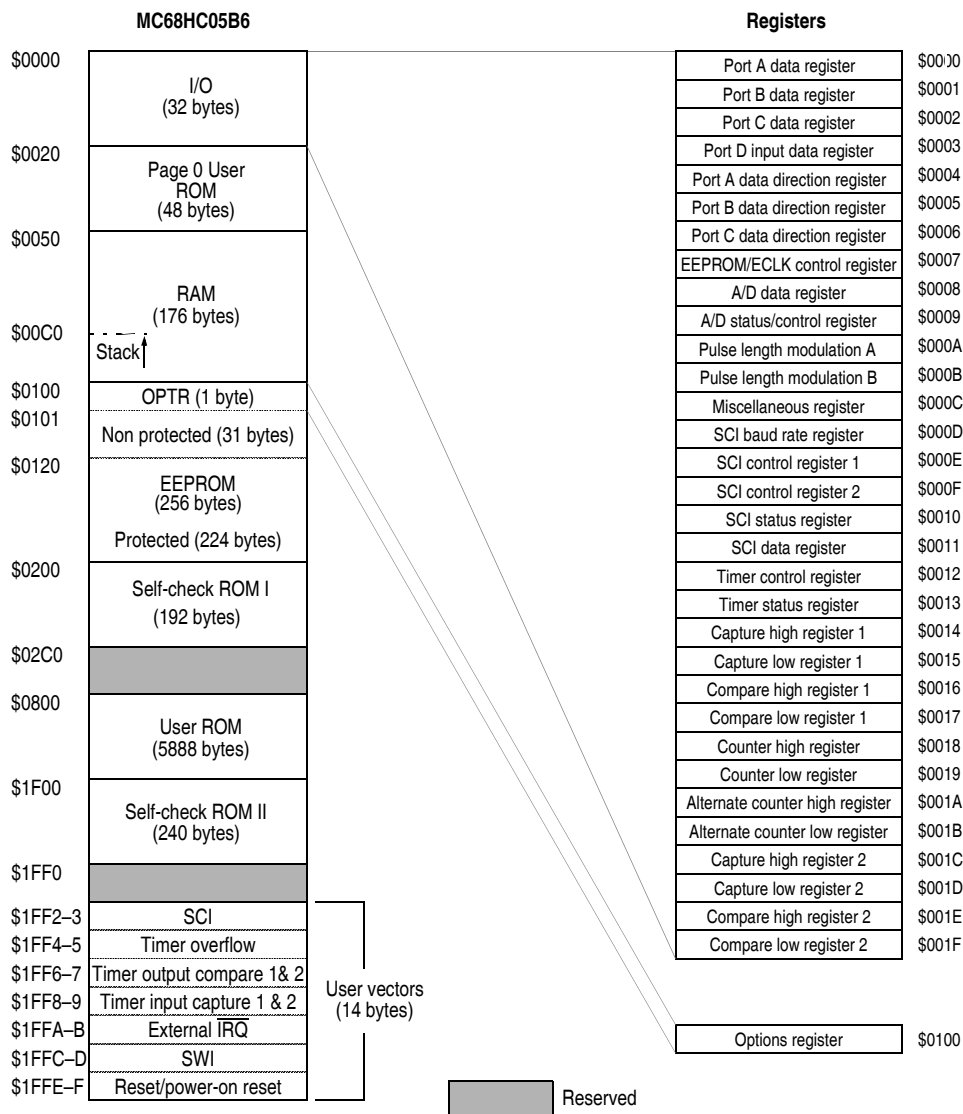 MC68HC05B6
Registers
$0000
I/O
(32 bytes)
$0020
Page 0 User
ROM
(48 bytes)
$0050
RAM
(176 bytes)
$00C0
Stack
$0100
OPTR (1 byte)
$0101
Non protected (31 bytes)
$0120
EEPROM
(256 bytes)
Protected (224 bytes)
$0200
Self-check ROM I
(192 bytes)
$02C0
$0800
User ROM
(5888 bytes)
$1F00
Self-check ROM II
(240 bytes)
$1FF0
$1FF2–3 SCI
$1FF4–5 Timer overflow
$1FF6–7 Timer output compare 1& 2
$1FF8–9 Timer input capture 1 & 2
$1FFA–B External IRQ
$1FFC–D SWI
$1FFE–F Reset/power-on reset
User vectors
(14 bytes)
Port A data register $0000
Port B data register $0001
Port C data register $0002
Port D input data register $0003
Port A data direction register $0004
Port B data direction register $0005
Port C data direction register $0006
EEPROM/ECLK control register $0007
A/D data register $0008
A/D status/control register $0009
Pulse length modulation A $000A
Pulse length modulation B $000B
Miscellaneous register $000C
SCI baud rate register $000D
SCI control register 1 $000E
SCI control register 2 $000F
SCI status register $0010
SCI data register $0011
Timer control register $0012
Timer status register $0013
Capture high register 1 $0014
Capture low register 1 $0015
Compare high register 1 $0016
Compare low register 1 $0017
Counter high register $0018
Counter low register $0019
Alternate counter high register $001A
Alternate counter low register $001B
Capture high register 2 $001C
Capture low register 2 $001D
Compare high register 2 $001E
Compare low register 2 $001F
Options register $0100
Reserved